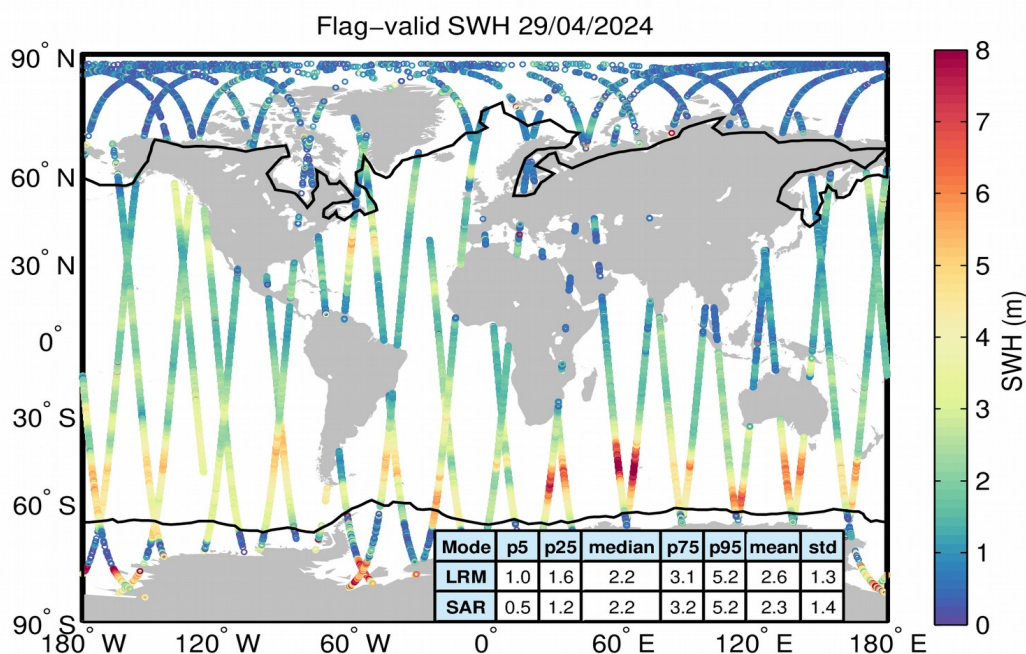 Flag−valid SWH 29/04/2024
90° N
60° N
30° N
0°
30° S
60° S
90° S
180° W
120° W
60° W
0°
60° E
120° E
180° E
8
7
6
5
4
3
2
1
0
SWH (m)
Mode p5 p25 median p75 p95 mean std
LRM 1.0 1.6 2.2 3.1 5.2 2.6 1.3
SAR 0.5 1.2 2.2 3.2 5.2 2.3 1.4